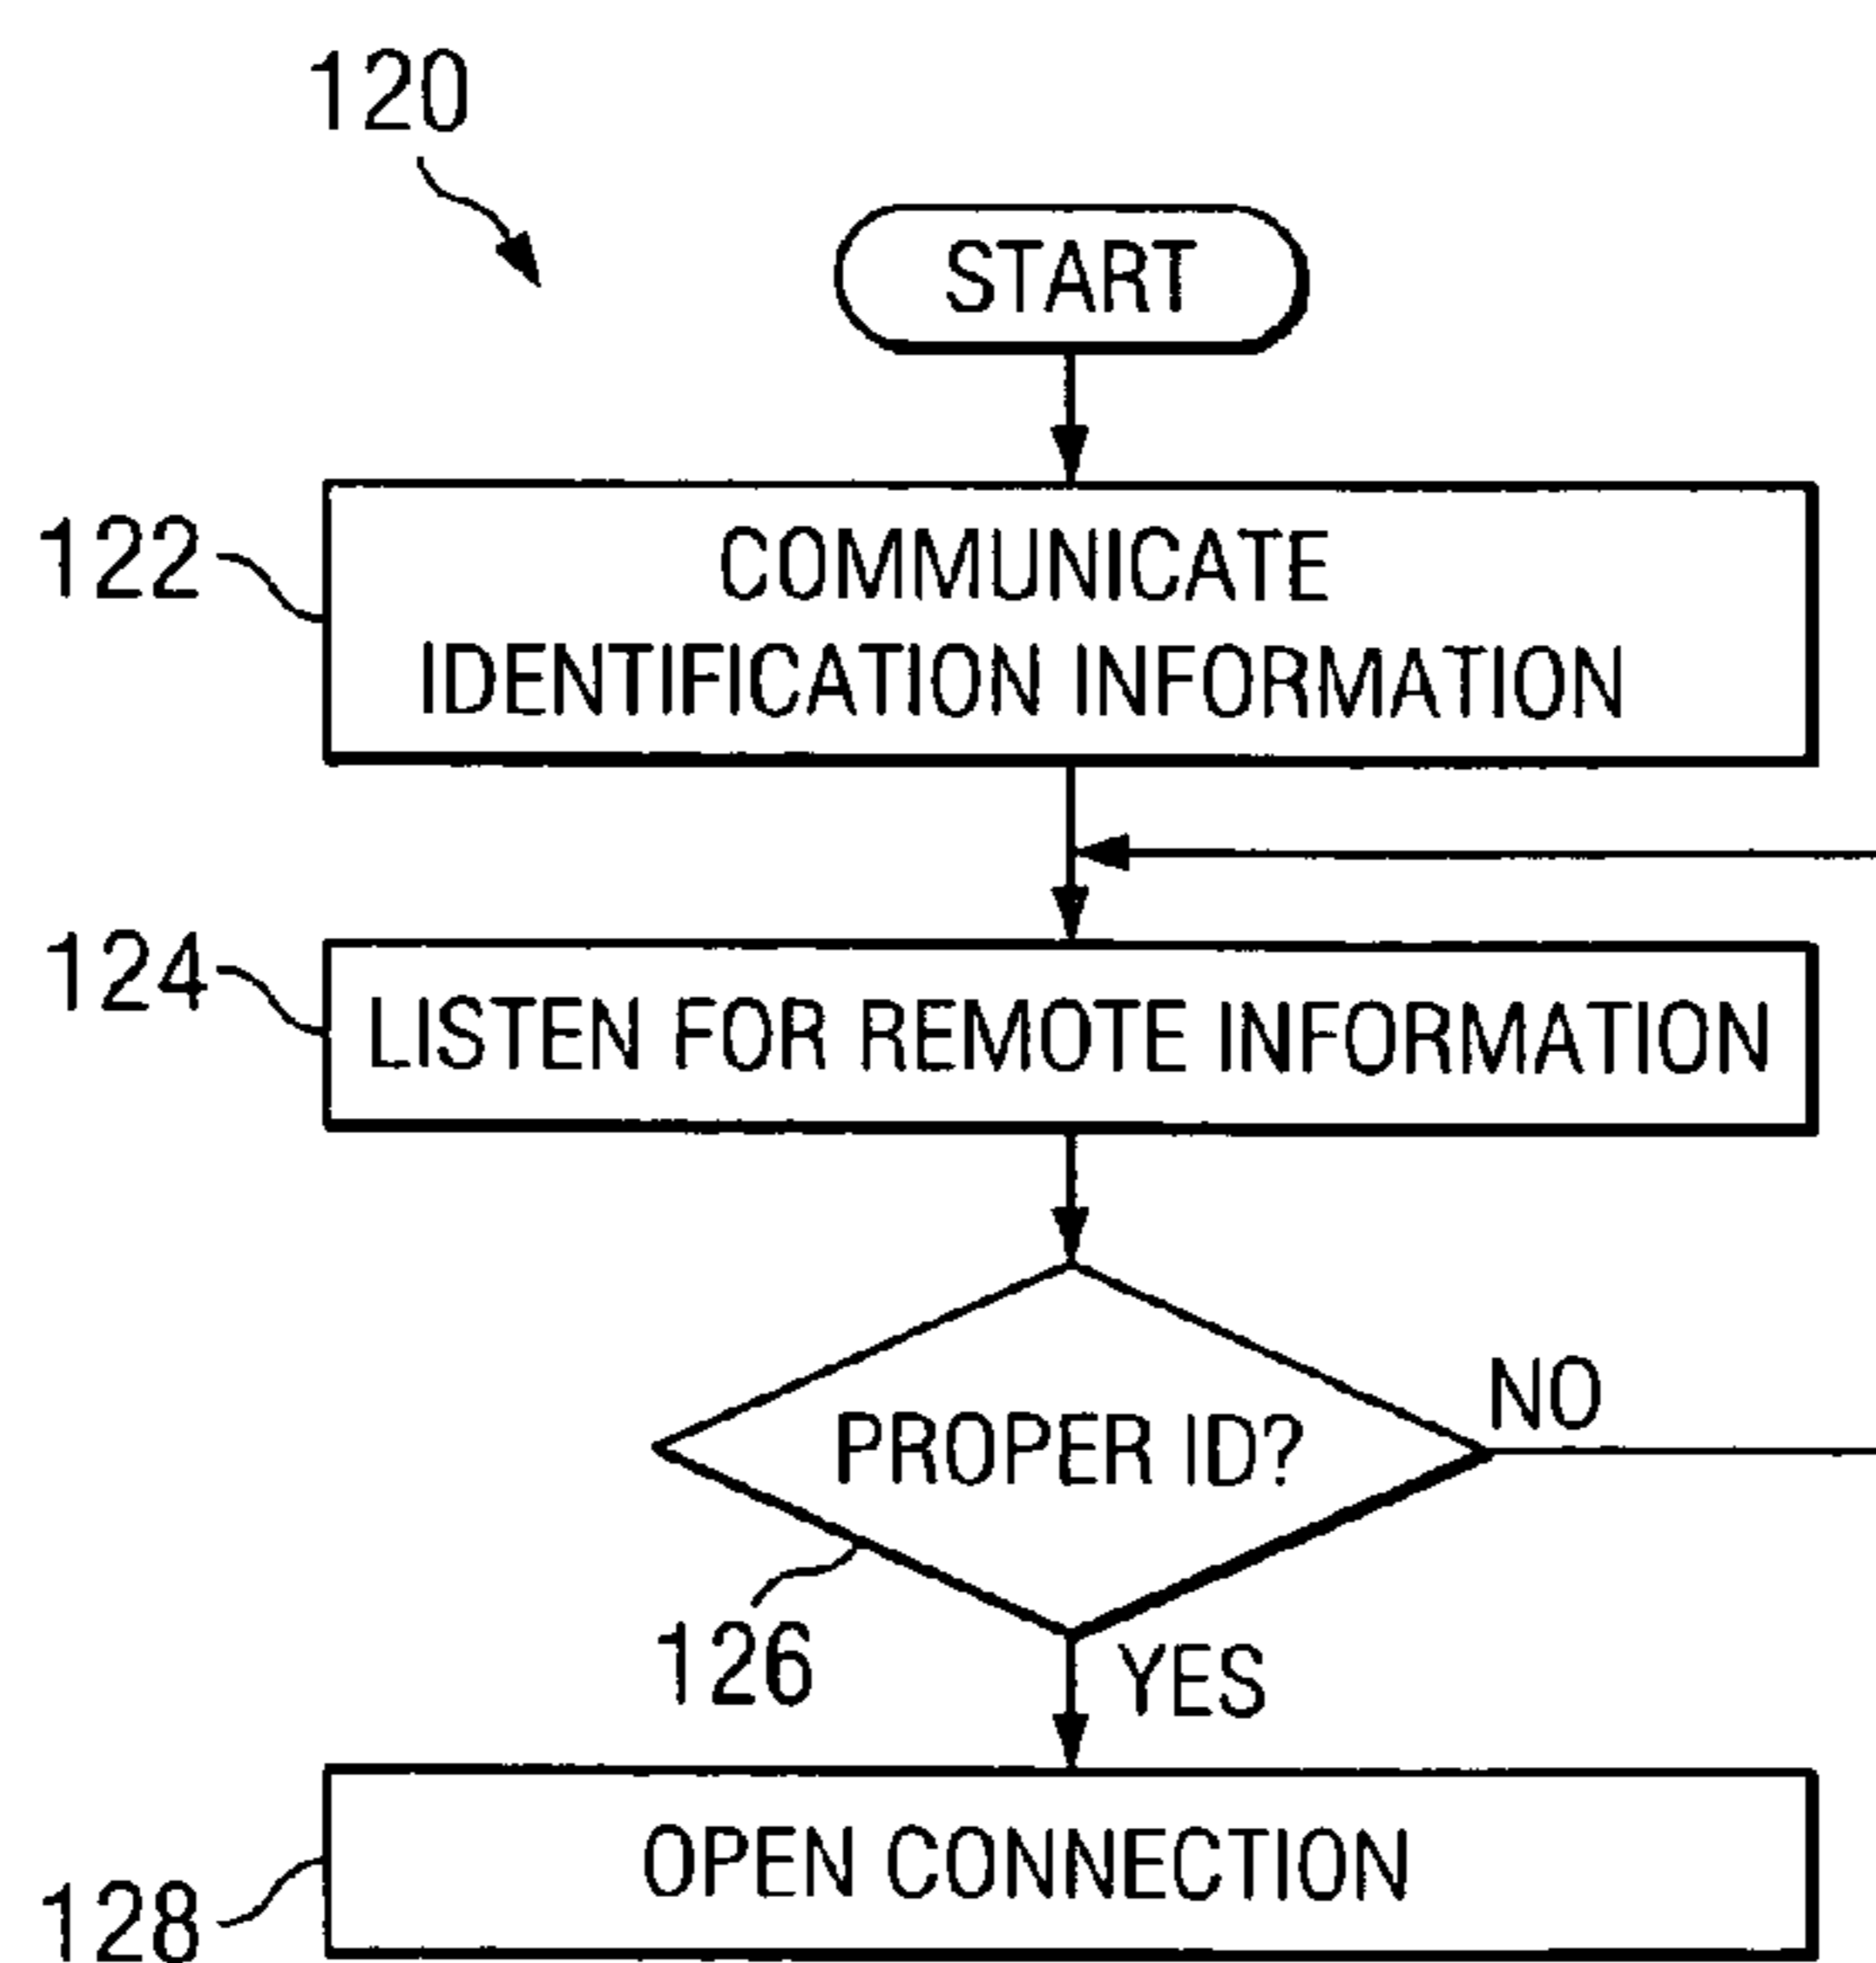 120
START
122
COMMUNICATE
IDENTIFICATION INFORMATION
124
LISTEN FOR REMOTE INFORMATION
PROPER ID?
NO
126
YES
OPEN CONNECTION
128